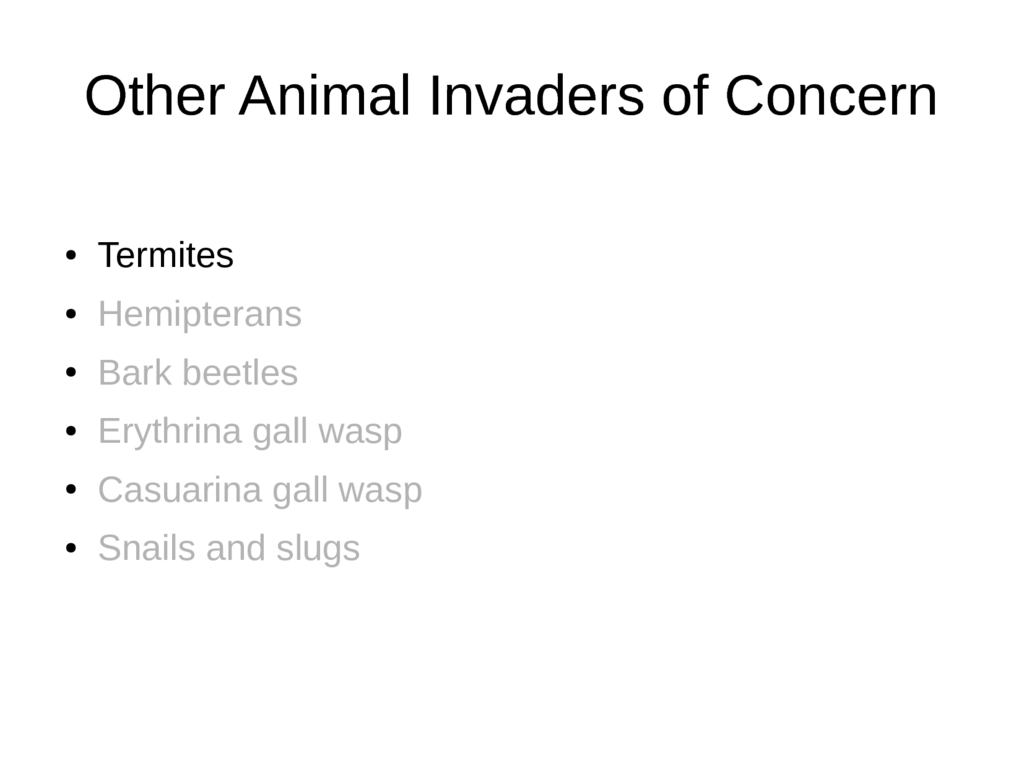 Other Animal Invaders of Concern
• Termites
• Hemipterans
• Bark beetles
• Erythrina gall wasp
• Casuarina gall wasp
• Snails and slugs